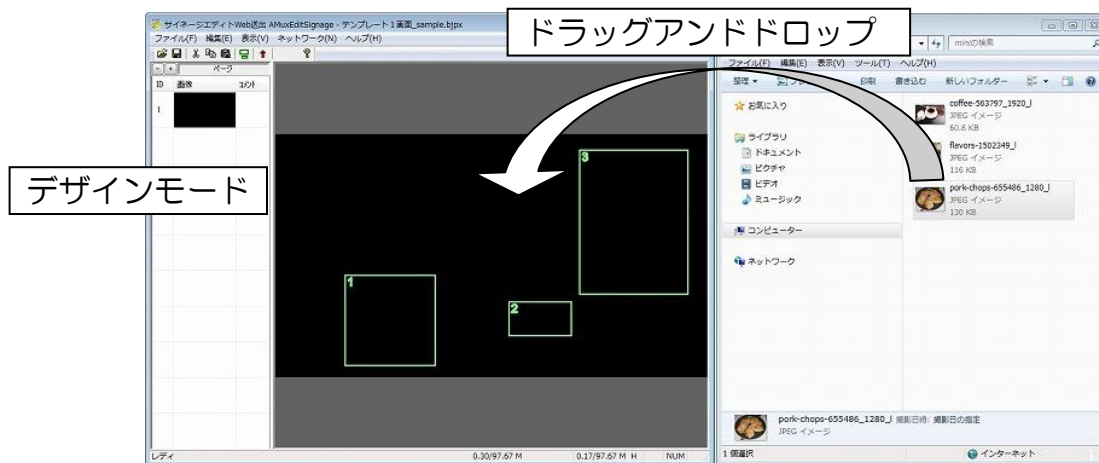 ドラッグアンドドロップ
デザインモード
サイネージエディトWeb送出 AMuxEditSignage - テンプレート1画面_sample.bjpx
ファイル(F) 編集(E) 表示(V) ネットワーク(N) ヘルプ(H)
ページ
ID 画像 コメント
1
1
2
3
レディ 0.30/97.67 M 0.17/97.67 M H NUM
miniの検索
ファイル(F) 編集(E) 表示(V) ツール(T) ヘルプ(H)
整理 印刷 書き込む 新しいフォルダー
お気に入り
ライブラリ
ドキュメント
ピクチャ
ビデオ
ミュージック
コンピューター
ネットワーク
coffee-563797_1920_l
JPEG イメージ
60.8 KB
flavors-1502349_l
JPEG イメージ
116 KB
pork-chops-655486_1280_l
JPEG イメージ
130 KB
pork-chops-655486_1280_l 撮影日時: 撮影日の指定
JPEG イメージ
1 個選択 インターネット